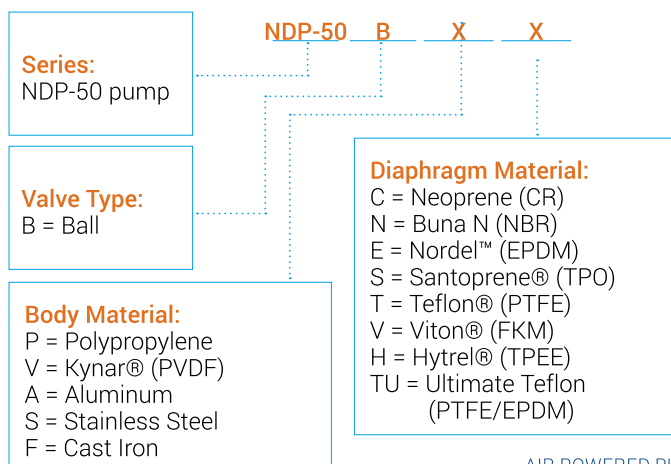 NDP-50 B X X
Series:
NDP-50 pump
Valve Type:
B = Ball
Body Material:
P = Polypropylene
V = Kynar® (PVDF)
A = Aluminum
S = Stainless Steel
F = Cast Iron
Diaphragm Material:
C = Neoprene (CR)
N = Buna N (NBR)
E = Nordel™ (EPDM)
S = Santoprene® (TPO)
T = Teflon® (PTFE)
V = Viton® (FKM)
H = Hytrel® (TPEE)
TU = Ultimate Teflon
(PTFE/EPDM)
AIR POWERED